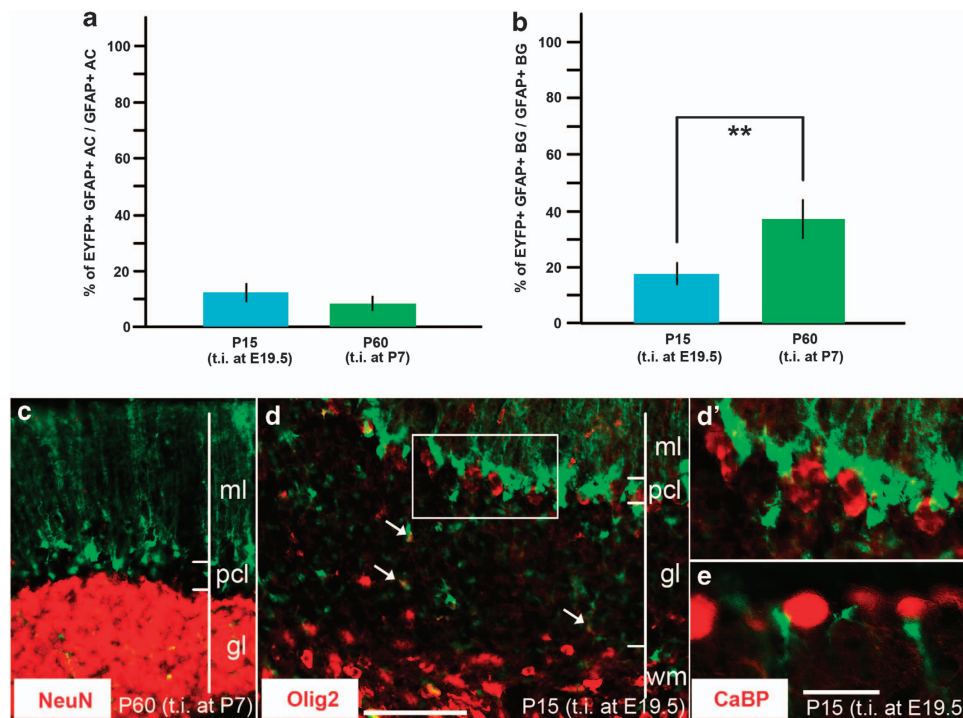 a
% of EYFP+ GFAP+ AC / GFAP+ AC
100
80
60
40
20
0
P15
(t.i. at E19.5)
P60
(t.i. at P7)
b
% of EYFP+ GFAP+ BG / GFAP+ BG
100
80
60
40
20
0
**
P15
(t.i. at E19.5)
P60
(t.i. at P7)
c
ml
pcl
gl
NeuN
P60 (t.i. at P7)
d
ml
pcl
gl
wm
Olig2
P15 (t.i. at E19.5)
d'
e
CaBP
P15 (t.i. at E19.5)